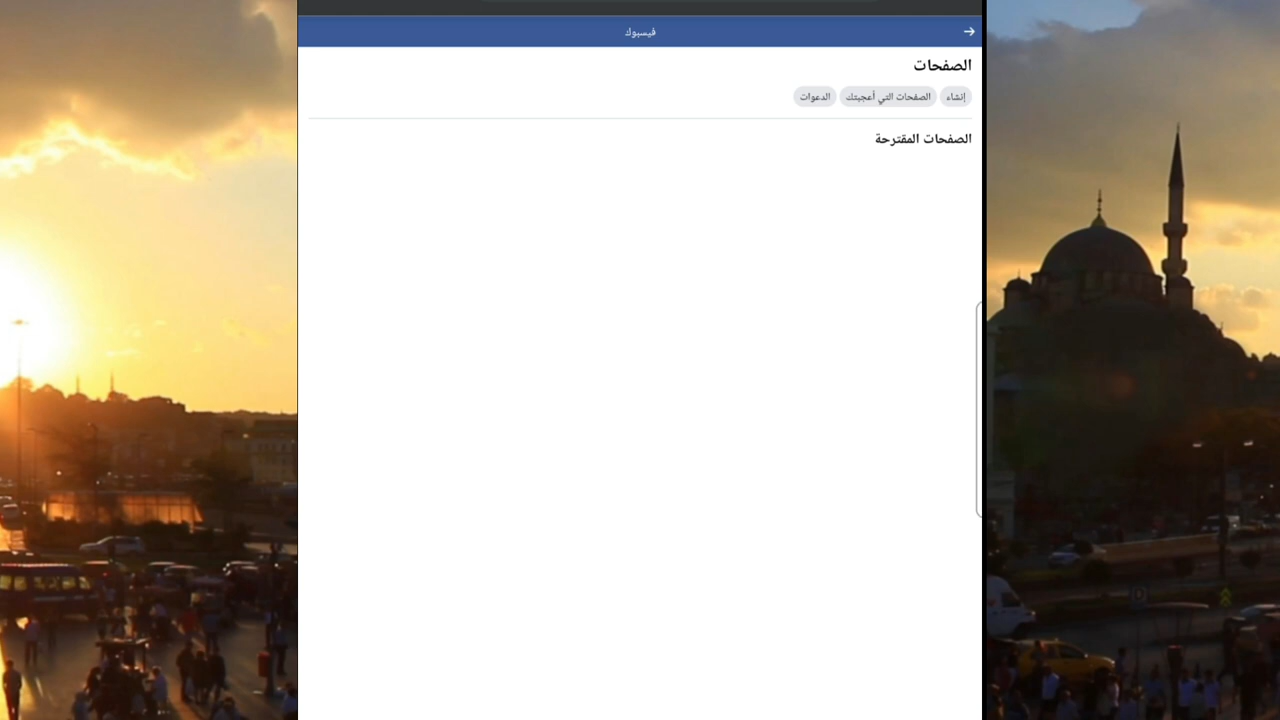 فيسبوك
الصفحات
إنشاء الصفحات التي أعجبتك الدعوات
الصفحات المقترحة